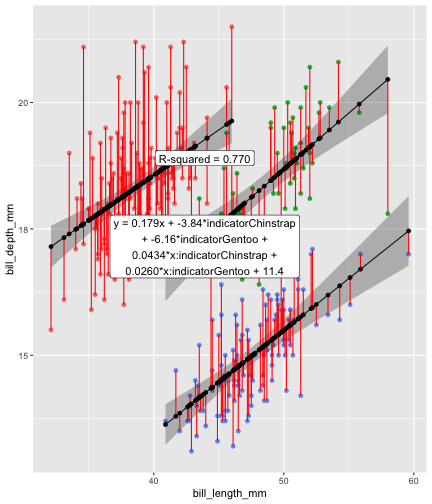 20
R-squared = 0.770
18
y = 0.179x + -3.84*indicatorChinstrap
+ -6.16*indicatorGentoo +
0.0434*x:indicatorChinstrap +
0.0260*x:indicatorGentoo + 11.4
bill_depth_mm
15
40
50
60
bill_length_mm